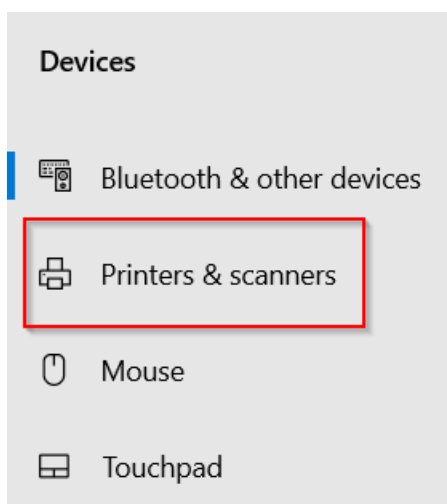 Devices
Bluetooth & other devices
Printers & scanners
Mouse
Touchpad